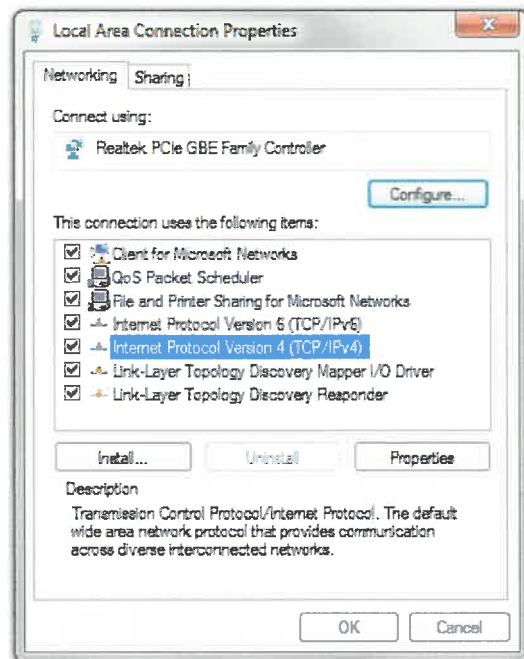 Local Area Connection Properties
Networking
Sharing
Connect using:
Realtek PCIe GBE Family Controller
Configure...
This connection uses the following items:
Client for Microsoft Networks
QoS Packet Scheduler
File and Printer Sharing for Microsoft Networks
Internet Protocol Version 6 (TCP/IPv6)
Internet Protocol Version 4 (TCP/IPv4)
Link-Layer Topology Discovery Mapper I/O Driver
Link-Layer Topology Discovery Responder
Install...
Uninstall
Properties
Description
Transmission Control Protocol/Internet Protocol. The default
wide area network protocol that provides communication
across diverse interconnected networks.
OK
Cancel